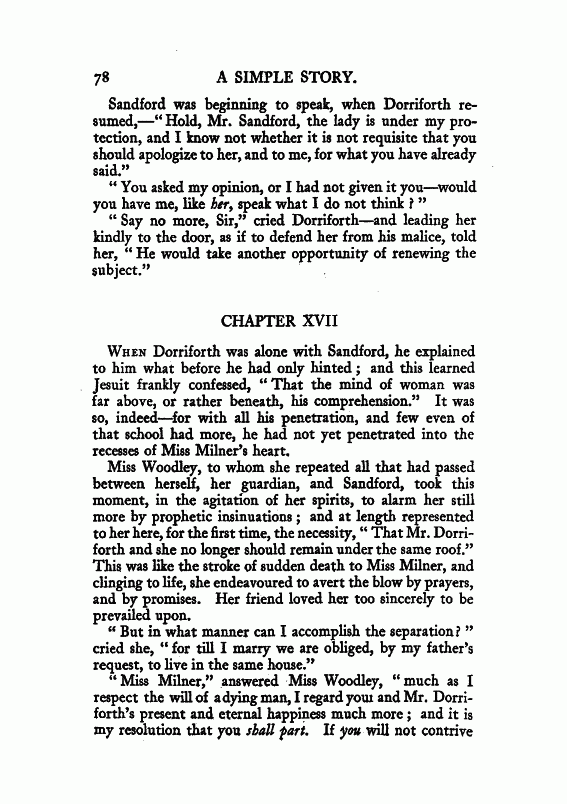 78 A SIMPLE STORY.
Sandford was beginning to speak, when Dorriforth re-
sumed,—“Hold, Mr. Sandford, the lady is under my pro-
tection, and I know not whether it is not requisite that you
should apologize to her, and to me, for what you have already
said.”
“You asked my opinion, or I had not given it you—would
you have me, like her, speak what I do not think?”
“Say no more, Sir,” cried Dorriforth—and leading her
kindly to the door, as if to defend her from his malice, told
her, “He would take another opportunity of renewing the
subject.”
CHAPTER XVII
WHEN Dorriforth was alone with Sandford, he explained
to him what before he had only hinted; and this learned
Jesuit frankly confessed, “That the mind of woman was
far above, or rather beneath, his comprehension.” It was
so, indeed—for with all his penetration, and few even of
that school had more, he had not yet penetrated into the
recesses of Miss Milner's heart.
Miss Woodley, to whom she repeated all that had passed
between herself, her guardian, and Sandford, took this
moment, in the agitation of her spirits, to alarm her still
more by prophetic insinuations; and at length represented
to her here, for the first time, the necessity, “That Mr. Dorri-
forth and she no longer should remain under the same roof.”
This was like the stroke of sudden death to Miss Milner, and
clinging to life, she endeavoured to avert the blow by prayers,
and by promises. Her friend loved her too sincerely to be
prevailed upon.
“But in what manner can I accomplish the separation?”
cried she, “for till I marry we are obliged, by my father's
request, to live in the same house.”
“Miss Milner,” answered Miss Woodley, “much as I
respect the will of a dying man, I regard your and Mr. Dorri-
forth's present and eternal happiness much more; and it is
my resolution that you shall part. If you will not contrive